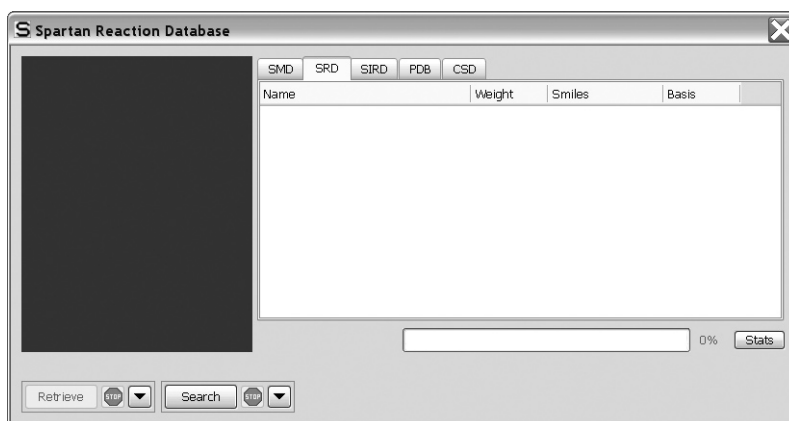 S Spartan Reaction Database
SMD SRD SIRD PDB CSD
Name Weight Smiles Basis
0% Stats
Retrieve STOP Search STOP